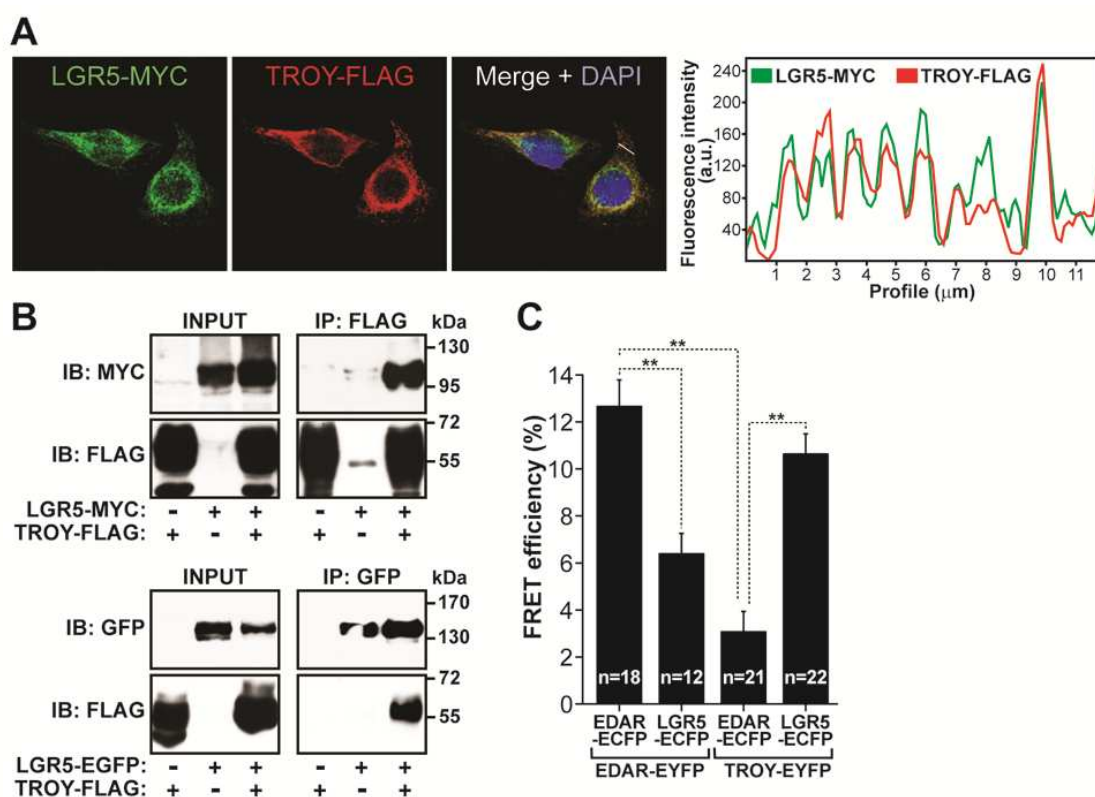 A
LGR5-MYC
TROY-FLAG
Merge + DAPI
LGR5-MYC TROY-FLAG
Fluorescence intensity
(a.u.)
240
200
160
120
80
40
1 2 3 4 5 6 7 8 9 10 11
Profile (μm)
B
INPUT IP: FLAG kDa
130
IB: MYC
95
72
IB: FLAG
55
LGR5-MYC: - + + - + +
TROY-FLAG: + - + + - +
INPUT IP: GFP kDa
170
IB: GFP
130
72
IB: FLAG
55
LGR5-EGFP: - + + - + +
TROY-FLAG: + - + + - +
C
FRET efficiency (%)
14
12
10
8
6
4
2
0
**
**
**
n=18 n=12 n=21 n=22
EDAR LGR5 EDAR LGR5
-ECFP -ECFP -ECFP -ECFP
EDAR-EYFP TROY-EYFP